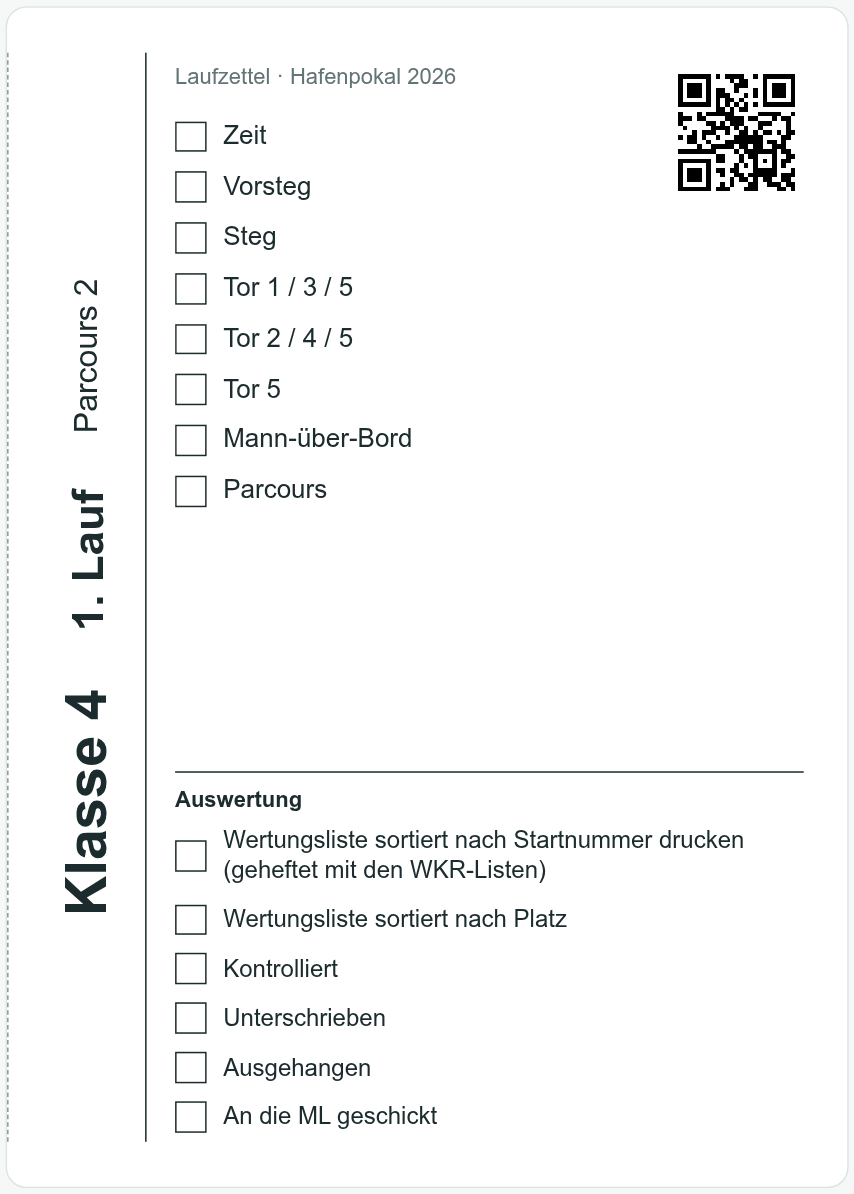 Laufzettel · Hafenpokal 2026
Zeit
Vorsteg
Steg
Tor 1 / 3 / 5
Tor 2 / 4 / 5
Tor 5
Mann-über-Bord
Parcours
Klasse 4 1. Lauf Parcours 2
Auswertung
Wertungsliste sortiert nach Startnummer drucken
(geheftet mit den WKR-Listen)
Wertungsliste sortiert nach Platz
Kontrolliert
Unterschrieben
Ausgehangen
An die ML geschickt